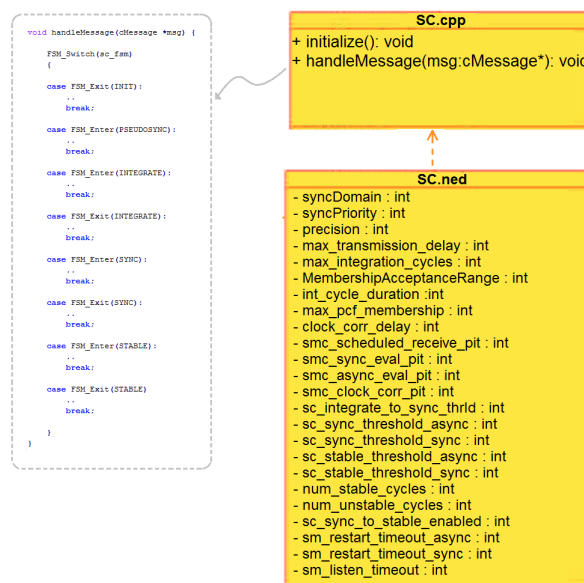 void handleMessage(cMessage *msg) {
FSM_Switch(sc_fsm)
{
case FSM_Exit(INIT):
..
break;
case FSM_Enter(PSEUDOSYNC):
..
break;
case FSM_Enter(INTEGRATE):
..
break;
case FSM_Exit(INTEGRATE):
..
break;
case FSM_Enter(SYNC):
..
break;
case FSM_Exit(SYNC):
..
break;
case FSM_Enter(STABLE):
..
break;
case FSM_Exit(STABLE)
..
break;
}
}
SC.cpp
+ initialize(): void
+ handleMessage(msg:cMessage*): void
SC.ned
- syncDomain : int
- syncPriority : int
- precision : int
- max_transmission_delay : int
- max_integration_cycles : int
- MembershipAcceptanceRange : int
- int_cycle_duration :int
- max_pcf_membership : int
- clock_corr_delay : int
- smc_scheduled_receive_pit : int
- smc_sync_eval_pit : int
- smc_async_eval_pit : int
- smc_clock_corr_pit : int
- sc_integrate_to_sync_thrld : int
- sc_sync_threshold_async : int
- sc_sync_threshold_sync : int
- sc_stable_threshold_async : int
- sc_stable_threshold_sync : int
- num_stable_cycles : int
- num_unstable_cycles : int
- sc_sync_to_stable_enabled : int
- sm_restart_timeout_async : int
- sm_restart_timeout_sync : int
- sm_listen_timeout : int